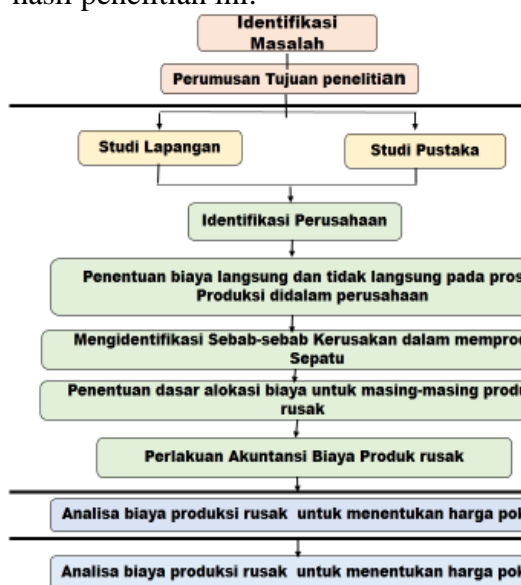 hasil penelitian ini.
Identifikasi
Masalah
Perumusan Tujuan penelitian
Studi Lapangan
Studi Pustaka
Identifikasi Perusahaan
Penentuan biaya langsung dan tidak langsung pada pros
Produksi didalam perusahaan
Mengidentifikasi Sebab-sebab Kerusakan dalam memprod
Sepatu
Penentuan dasar alokasi biaya untuk masing-masing produ
rusak
Perlakuan Akuntansi Biaya Produk rusak
Analisa biaya produksi rusak untuk menentukan harga pok
Analisa biaya produksi rusak untuk menentukan harga pok